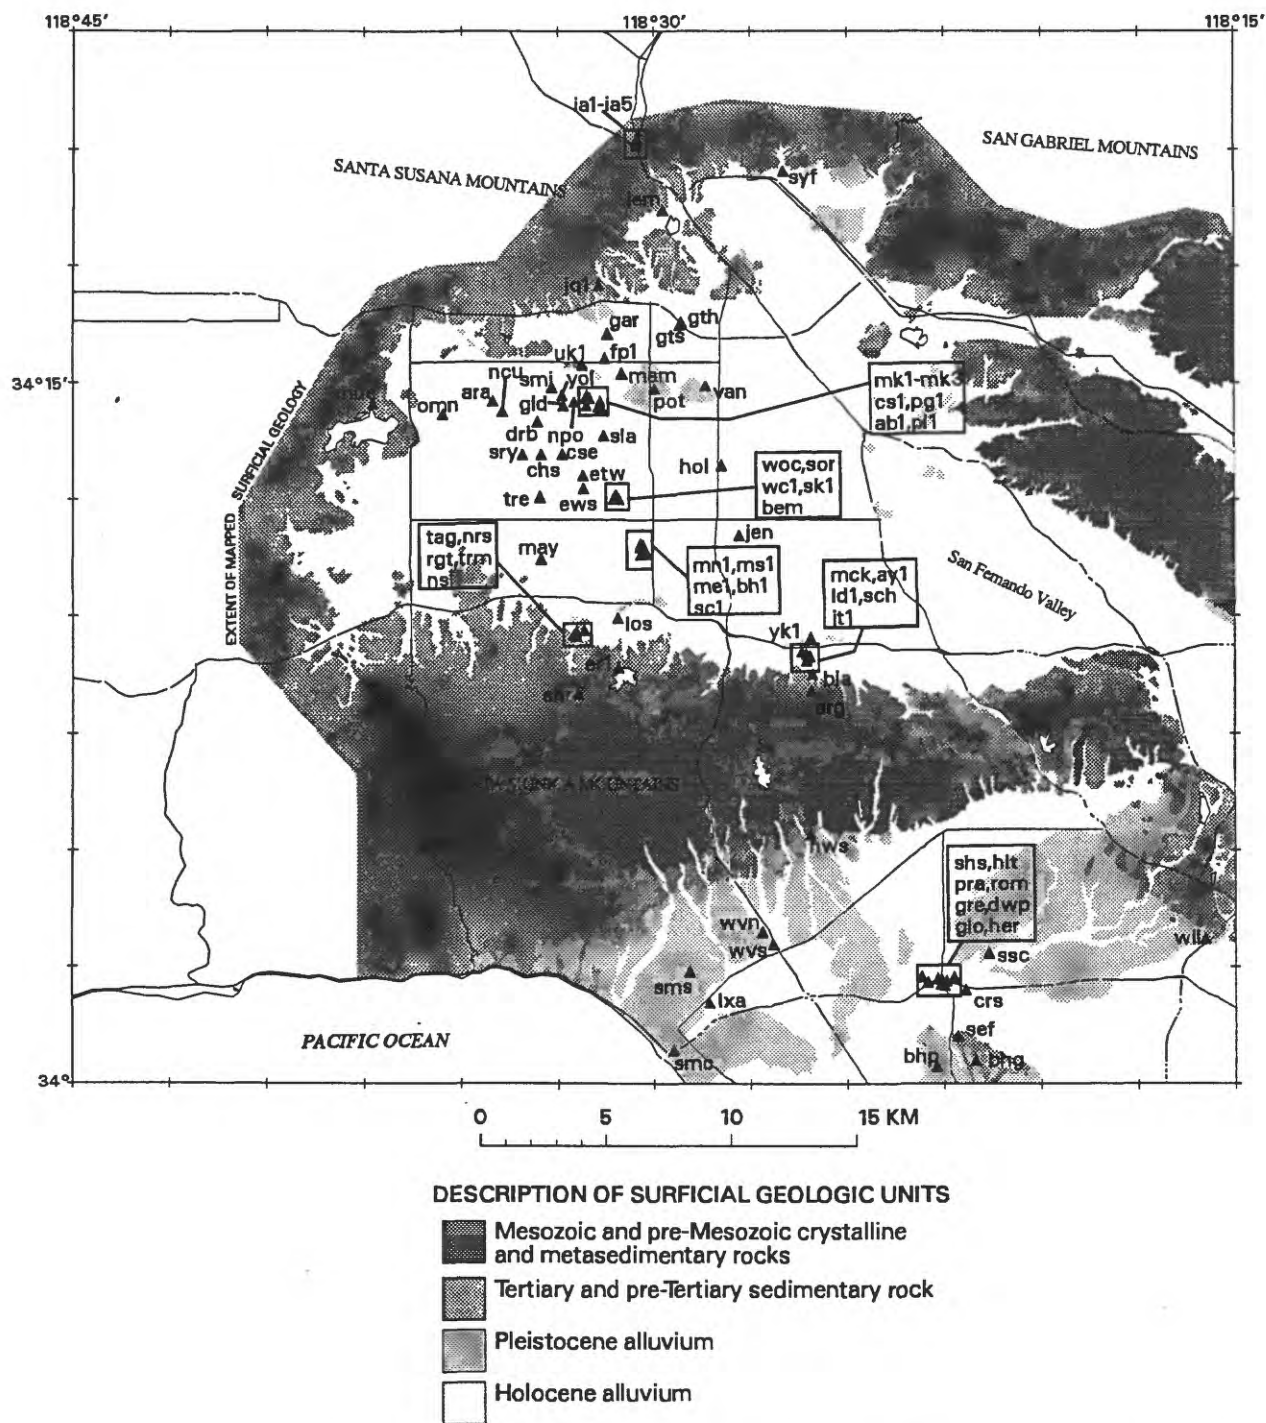 118°45'
118°30'
118°15'
ja1-ja5
SAN GABRIEL MOUNTAINS
SANTA SUSANA MOUNTAINS
syf
jem
jq1
gar
gth
gts
uk1
fp1
34°15'
ncu
smi
yol
mam
mk1-mk3
cs1,pg1
ab1,pl1
ara
omn
gld
pot
van
drb
npo
sla
sry
chs
cse
hol
woc,sor
wc1,sk1
bem
etw
tre
ews
EXTENT OF MAPPED SURFICIAL GEOLOGY
tag,nrs
rgt,frm
may
jen
mn1,ms1
me1,bh1
sc1
mck,ay1
ld1,sch
it1
San Fernando Valley
los
yk1
er1
bla
arg
MOUNTAINS
hws
shs,hlt
pra,rom
gre,dwp
glo,her
wvn
wvs
ssc
sms
lxa
crs
PACIFIC OCEAN
sef
smc
bhp
bhg
34°
0 5 10 15 KM
DESCRIPTION OF SURFICIAL GEOLOGIC UNITS
Mesozoic and pre-Mesozoic crystalline
and metasedimentary rocks
Tertiary and pre-Tertiary sedimentary rock
Pleistocene alluvium
Holocene alluvium